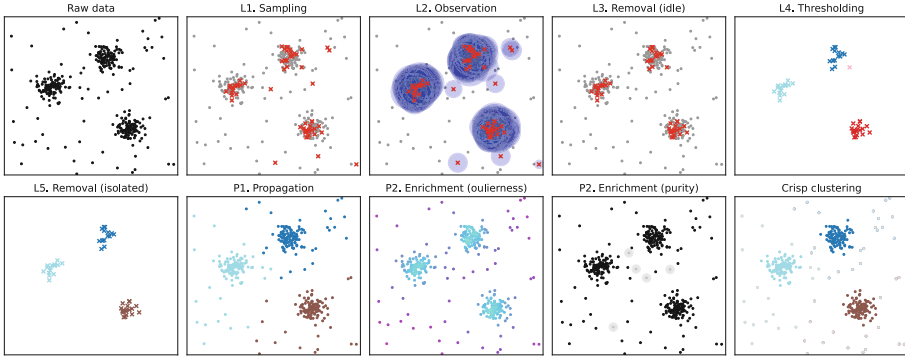 Raw data
L1. Sampling
L2. Observation
L3. Removal (idle)
L4. Thresholding
L5. Removal (isolated)
P1. Propagation
P2. Enrichment (oulierness)
P2. Enrichment (purity)
Crisp clustering